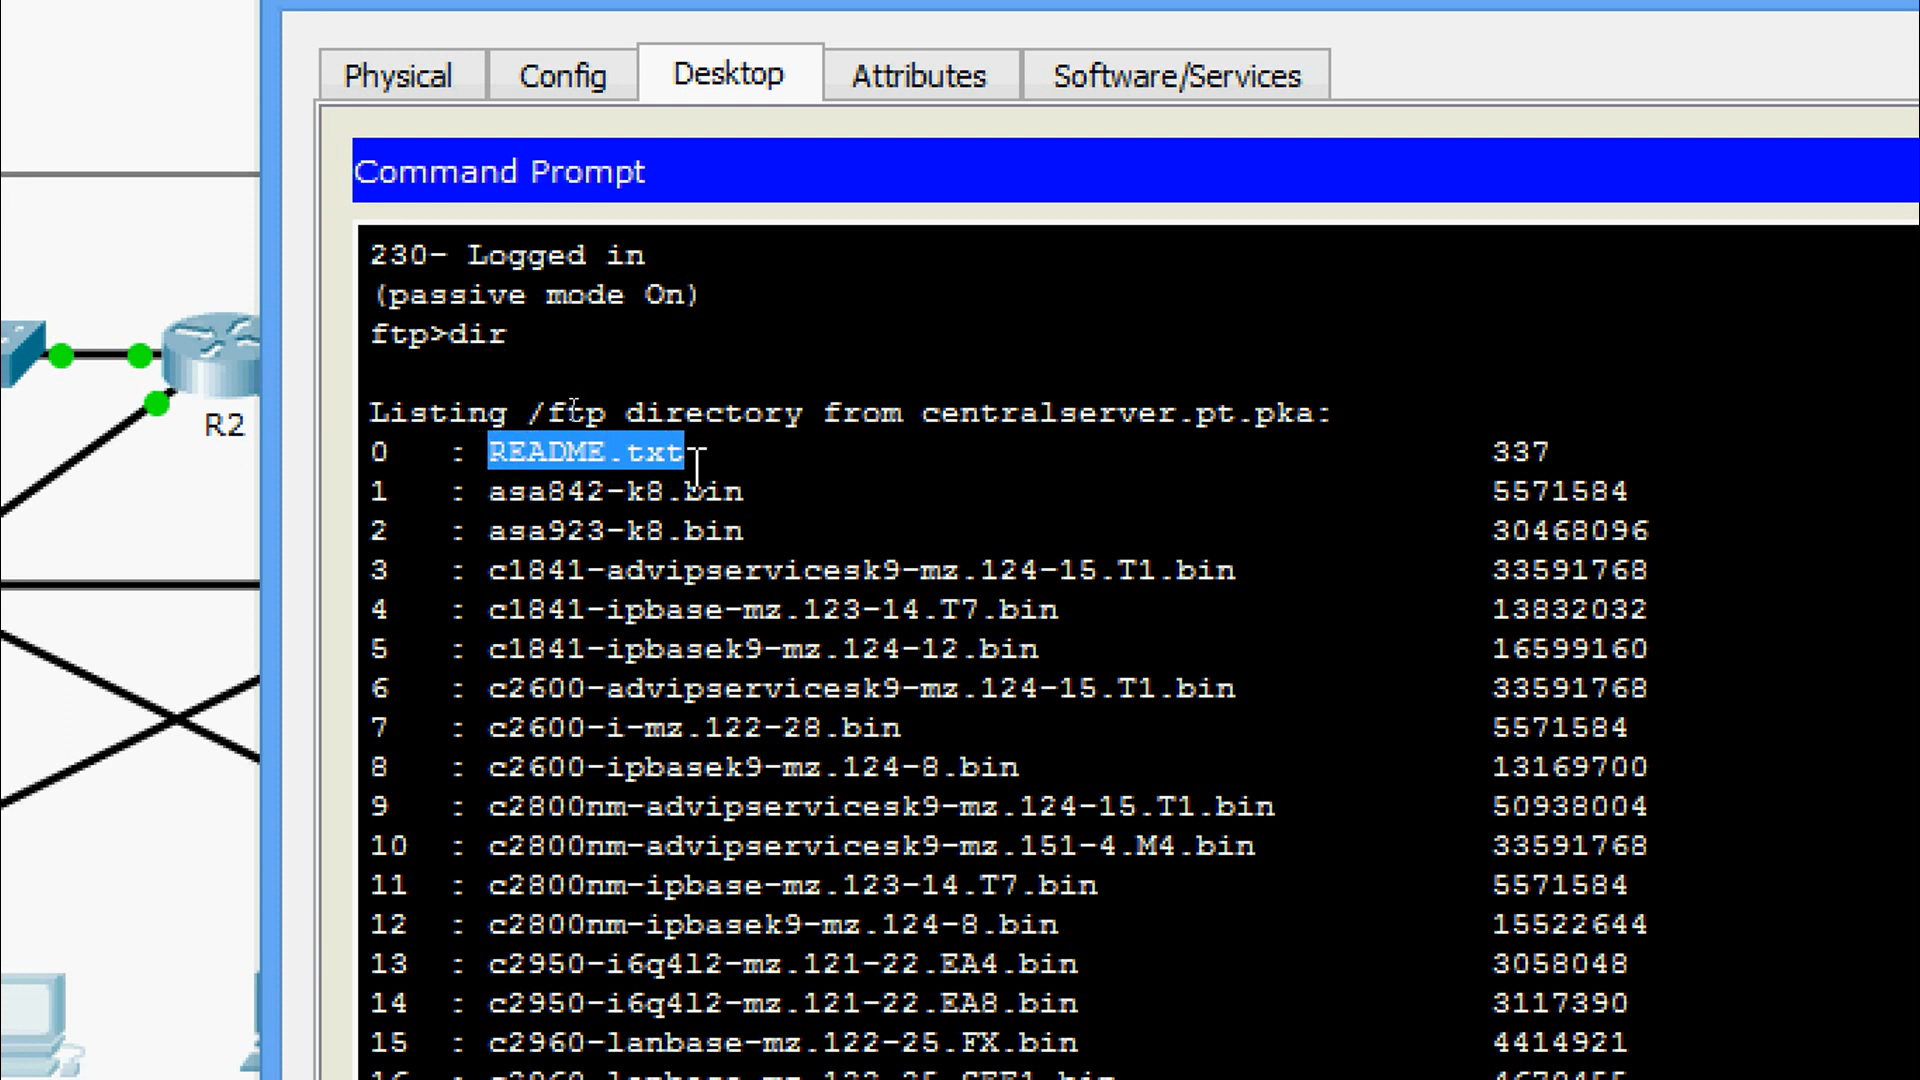 Physical Config Desktop Attributes Software/Services
Command Prompt
230- Logged in
(passive mode On)
ftp>dir
Listing /ftp directory from centralserver.pt.pka:
0 : README.txt 337
1 : asa842-k8.bin 5571584
2 : asa923-k8.bin 30468096
3 : c1841-advipservicesk9-mz.124-15.T1.bin 33591768
4 : c1841-ipbase-mz.123-14.T7.bin 13832032
5 : c1841-ipbasek9-mz.124-12.bin 16599160
6 : c2600-advipservicesk9-mz.124-15.T1.bin 33591768
7 : c2600-i-mz.122-28.bin 5571584
8 : c2600-ipbasek9-mz.124-8.bin 13169700
9 : c2800nm-advipservicesk9-mz.124-15.T1.bin 50938004
10 : c2800nm-advipservicesk9-mz.151-4.M4.bin 33591768
11 : c2800nm-ipbase-mz.123-14.T7.bin 5571584
12 : c2800nm-ipbasek9-mz.124-8.bin 15522644
13 : c2950-i6q4l2-mz.121-22.EA4.bin 3058048
14 : c2950-i6q4l2-mz.121-22.EA8.bin 3117390
15 : c2960-lanbase-mz.122-25.FX.bin 4414921
R2